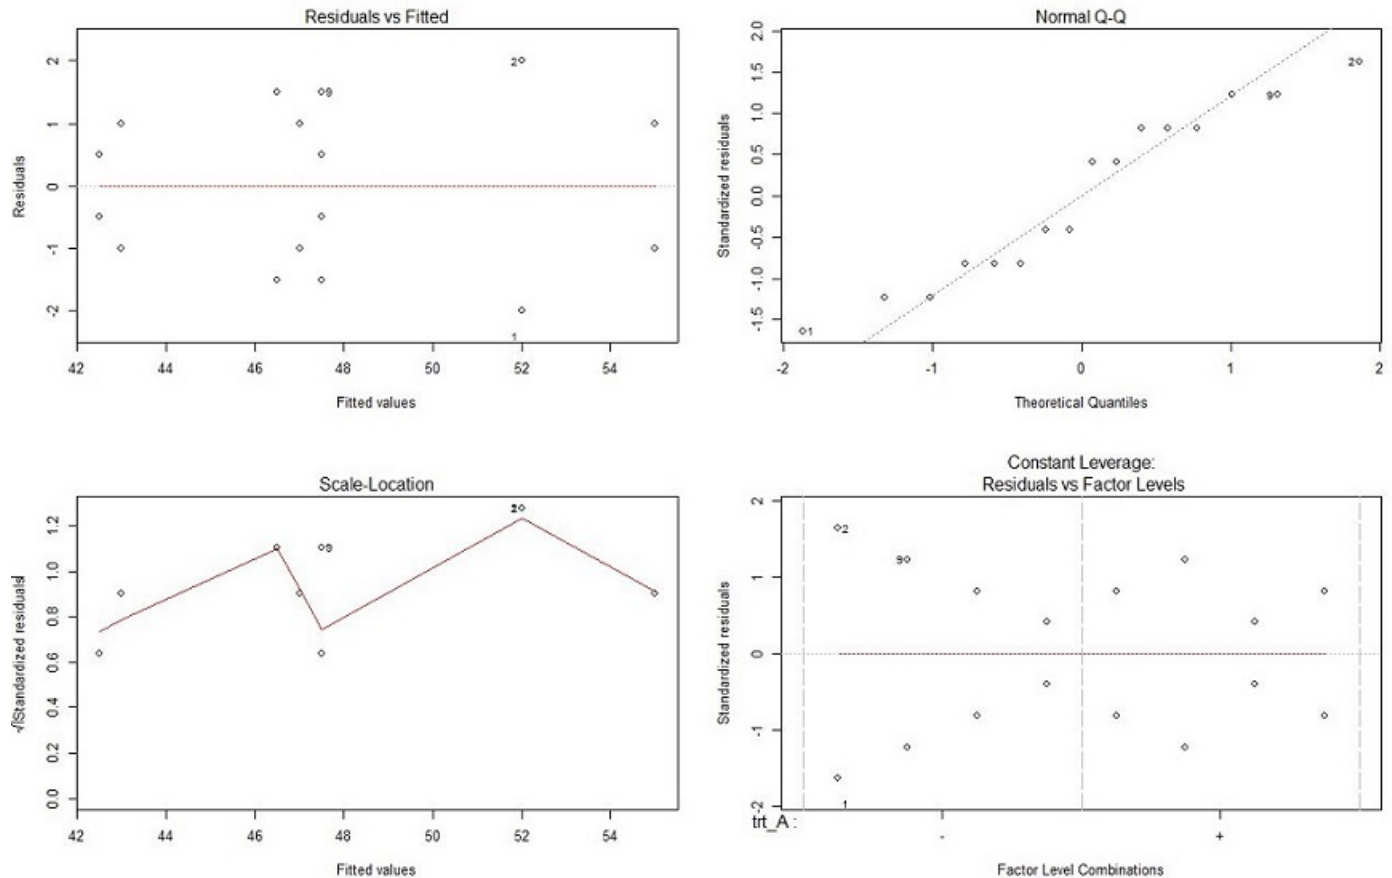 Residuals vs Fitted
Residuals
2
1
0
-1
-2
2
9
1
42 44 46 48 50 52 54
Fitted values
Normal Q-Q
Standardized residuals
2.0
1.5
1.0
0.5
0.0
-0.5
-1.0
-1.5
2
9
1
-2 -1 0 1 2
Theoretical Quantiles
Scale-Location
√|Standardized residuals|
1.2
1.0
0.8
0.6
0.4
0.2
0.0
2
9
42 44 46 48 50 52 54
Fitted values
Constant Leverage:
Residuals vs Factor Levels
Standardized residuals
2
1
0
-1
-2
2
9
1
trt_A :
- +
Factor Level Combinations